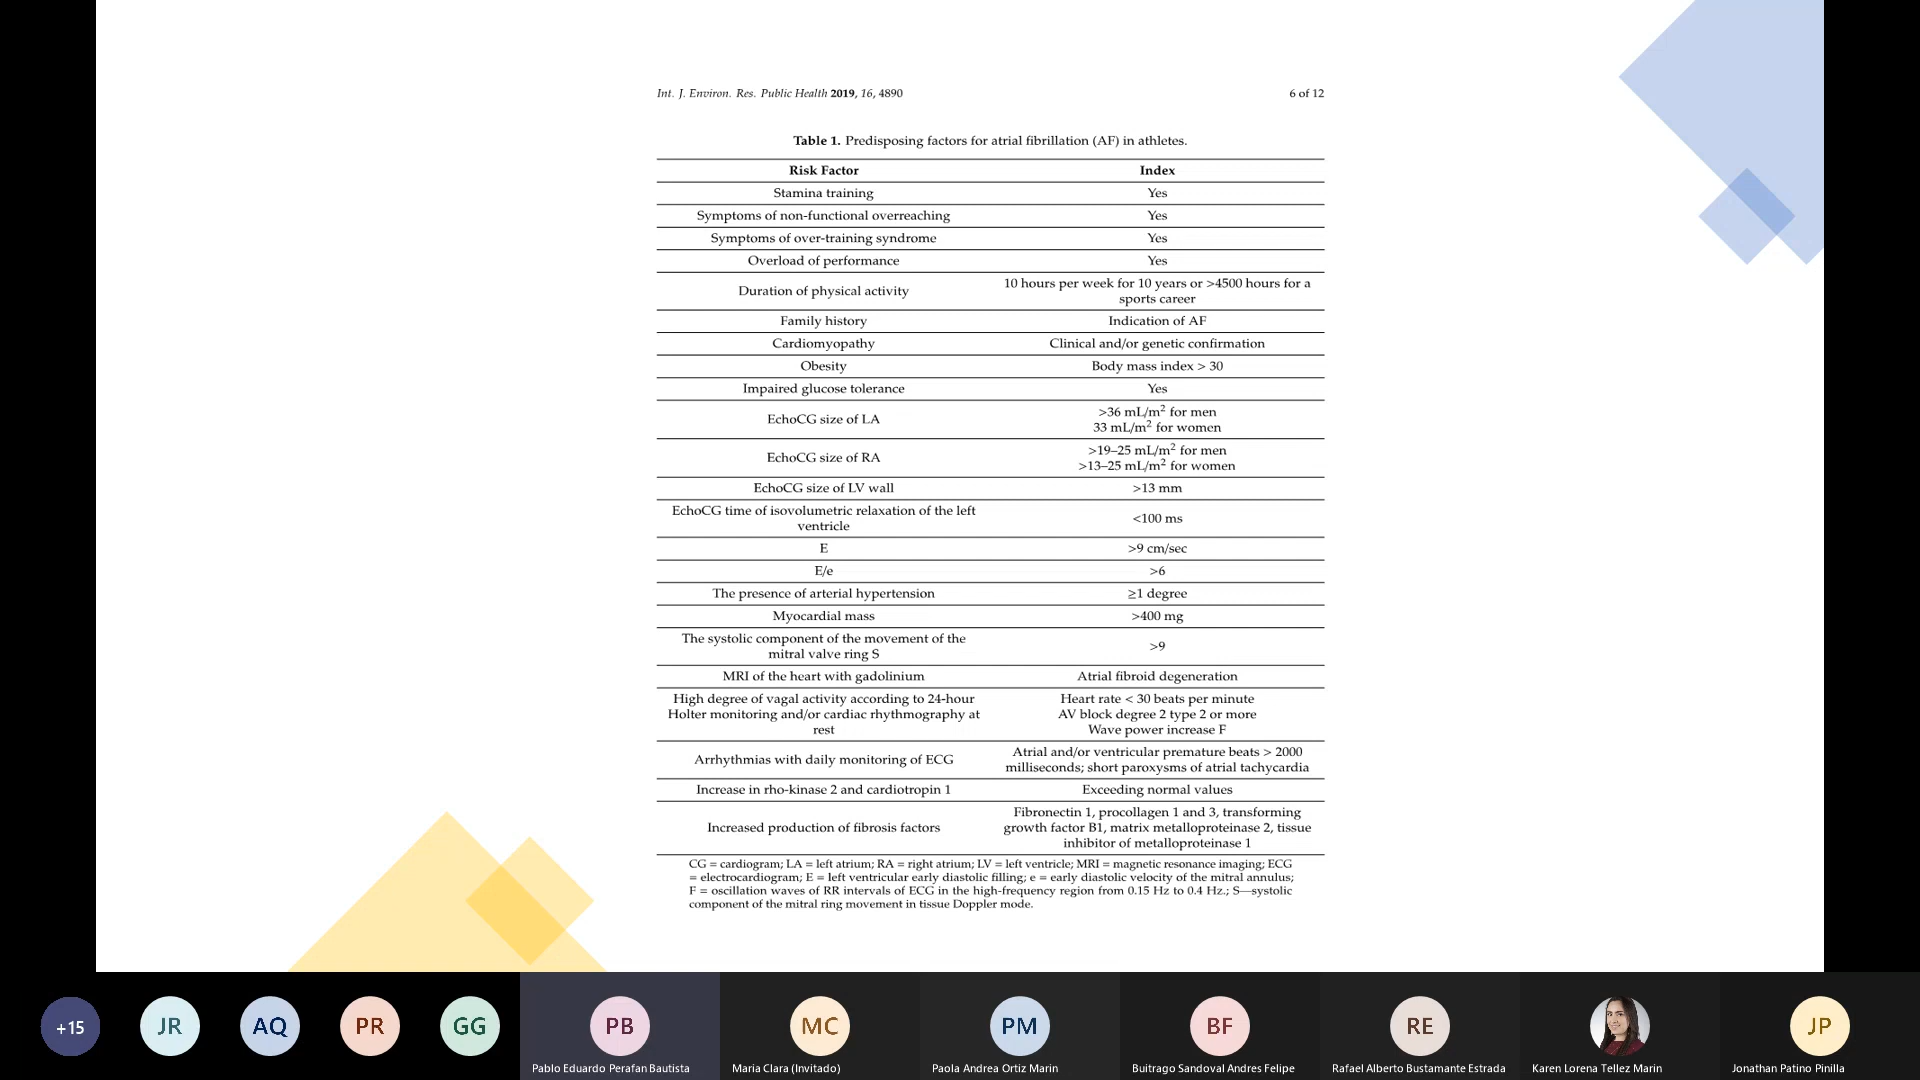 Int. J. Environ. Res. Public Health 2019, 16, 4890
6 of 12
Table 1. Predisposing factors for atrial fibrillation (AF) in athletes.
Risk Factor
Index
Stamina training
Yes
Symptoms of non-functional overreaching
Yes
Symptoms of over-training syndrome
Yes
Overload of performance
Yes
Duration of physical activity
10 hours per week for 10 years or >4500 hours for a
sports career
Family history
Indication of AF
Cardiomyopathy
Clinical and/or genetic confirmation
Obesity
Body mass index > 30
Impaired glucose tolerance
Yes
EchoCG size of LA
>36 mL/m² for men
33 mL/m² for women
EchoCG size of RA
>19–25 mL/m² for men
>13–25 mL/m² for women
EchoCG size of LV wall
>13 mm
EchoCG time of isovolumetric relaxation of the left
ventricle
<100 ms
E
>9 cm/sec
E/e
>6
The presence of arterial hypertension
≥1 degree
Myocardial mass
>400 mg
The systolic component of the movement of the
mitral valve ring S
>9
MRI of the heart with gadolinium
Atrial fibroid degeneration
High degree of vagal activity according to 24-hour
Holter monitoring and/or cardiac rhythmography at
rest
Heart rate < 30 beats per minute
AV block degree 2 type 2 or more
Wave power increase F
Arrhythmias with daily monitoring of ECG
Atrial and/or ventricular premature beats > 2000
milliseconds; short paroxysms of atrial tachycardia
Increase in rho-kinase 2 and cardiotropin 1
Exceeding normal values
Increased production of fibrosis factors
Fibronectin 1, procollagen 1 and 3, transforming
growth factor B1, matrix metalloproteinase 2, tissue
inhibitor of metalloproteinase 1
CG = cardiogram; LA = left atrium; RA = right atrium; LV = left ventricle; MRI = magnetic resonance imaging; ECG
= electrocardiogram; E = left ventricular early diastolic filling; e = early diastolic velocity of the mitral annulus;
F = oscillation waves of RR intervals of ECG in the high-frequency region from 0.15 Hz to 0.4 Hz.; S—systolic
component of the mitral ring movement in tissue Doppler mode.
+15
JR
AQ
PR
GG
PB
MC
PM
BF
RE
JP
Pablo Eduardo Perafan Bautista
Maria Clara (Invitado)
Paola Andrea Ortiz Marin
Buitrago Sandoval Andres Felipe
Rafael Alberto Bustamante Estrada
Karen Lorena Tellez Marin
Jonathan Patino Pinilla